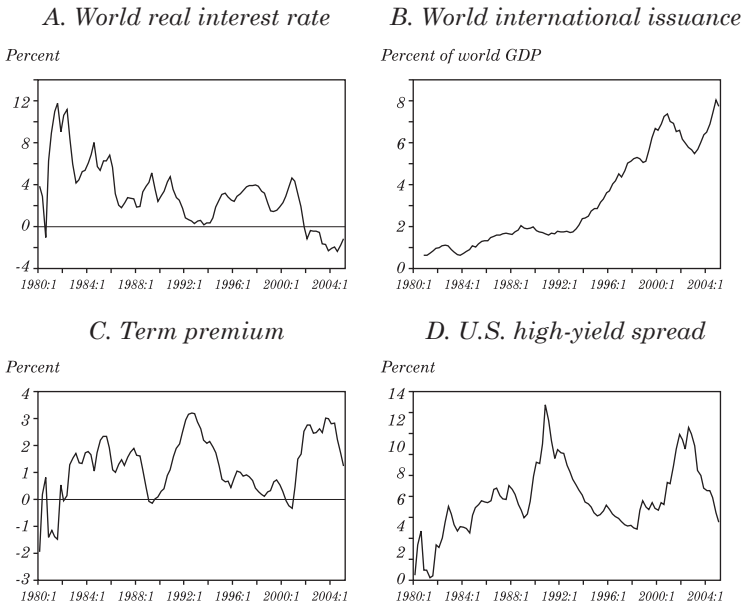 A. World real interest rate
Percent
12
8
4
0
-4
1980:1 1984:1 1988:1 1992:1 1996:1 2000:1 2004:1
B. World international issuance
Percent of world GDP
8
6
4
2
0
1980:1 1984:1 1988:1 1992:1 1996:1 2000:1 2004:1
C. Term premium
Percent
4
3
2
1
0
-1
-2
-3
1980:1 1984:1 1988:1 1992:1 1996:1 2000:1 2004:1
D. U.S. high-yield spread
Percent
14
12
10
8
6
4
2
0
1980:1 1984:1 1988:1 1992:1 1996:1 2000:1 2004:1